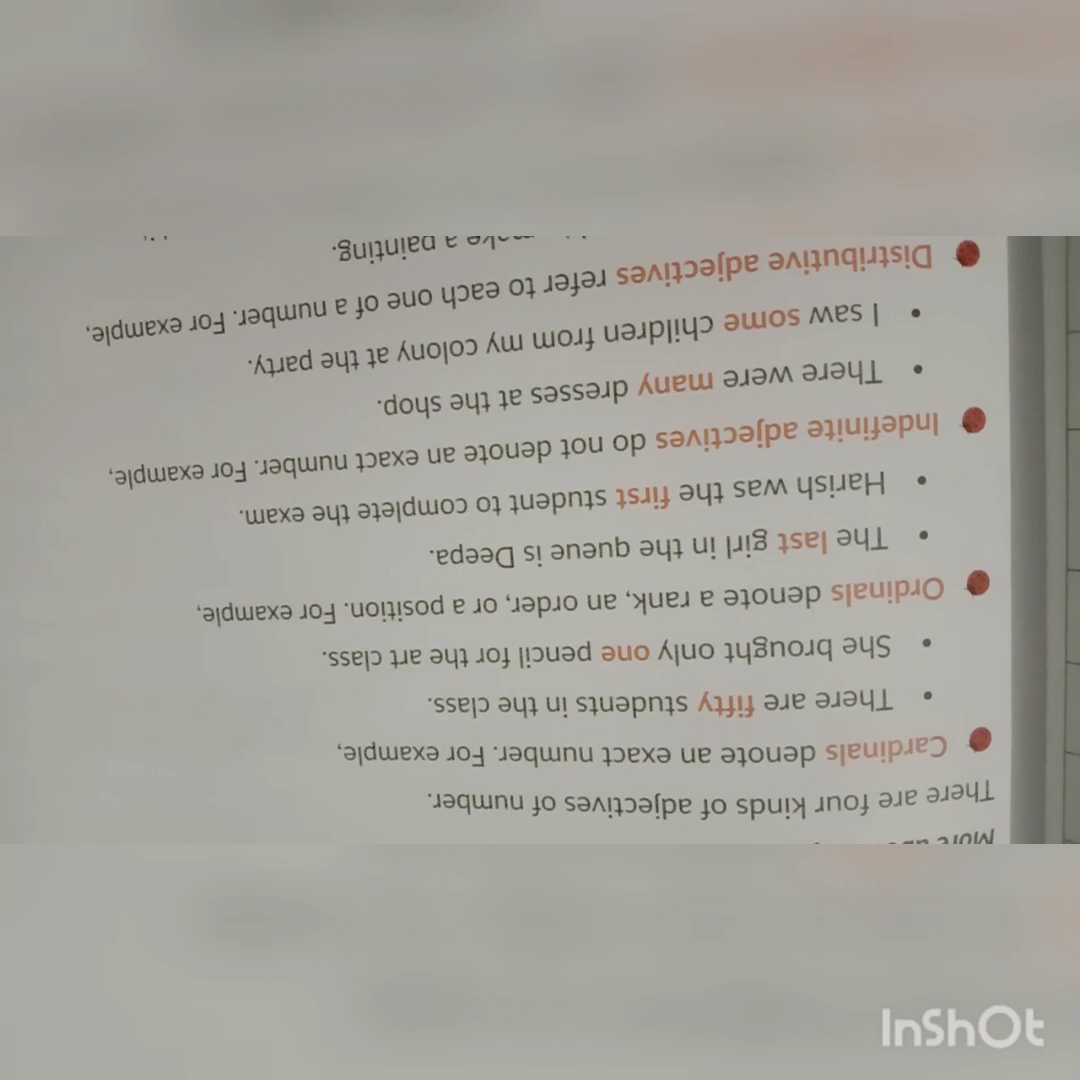 More
There are four kinds of adjectives of number.
Cardinals denote an exact number. For example,
• There are fifty students in the class.
• She brought only one pencil for the art class.
Ordinals denote a rank, an order, or a position. For example,
• The last girl in the queue is Deepa.
• Harish was the first student to complete the exam.
Indefinite adjectives do not denote an exact number. For example,
• There were many dresses at the shop.
• I saw some children from my colony at the party.
Distributive adjectives refer to each one of a number. For example,
make a painting.
InShOt